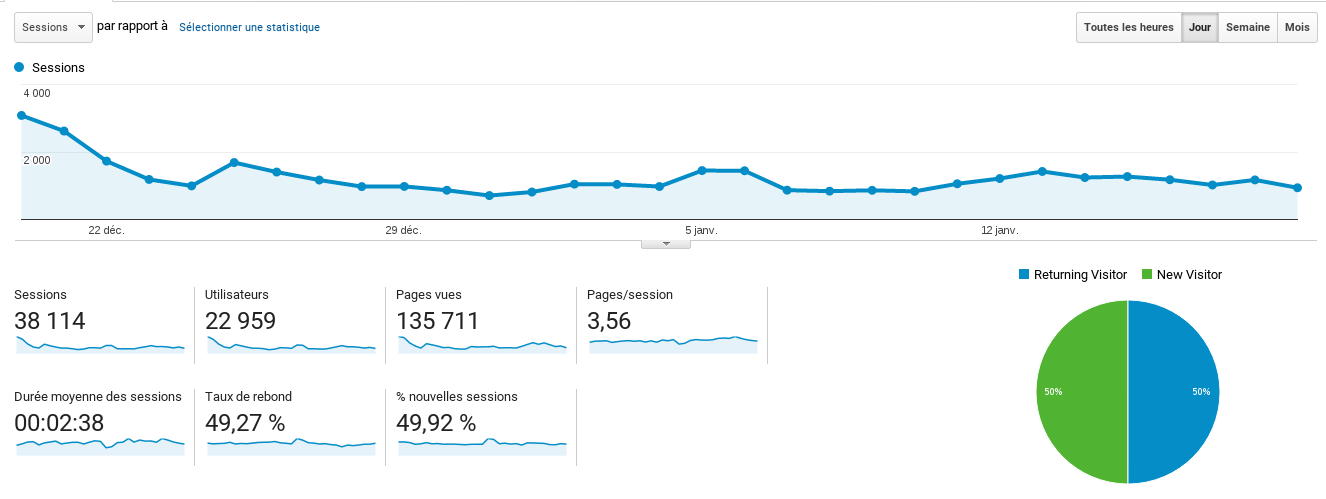 Sessions par rapport à Sélectionner une statistique Toutes les heures Jour Semaine Mois
Sessions
4 000
2 000
22 déc. 29 déc. 5 janv. 12 janv.
Returning Visitor New Visitor
Sessions Utilisateurs Pages vues Pages/session
38 114 22 959 135 711 3,56
50% 50%
Durée moyenne des sessions Taux de rebond % nouvelles sessions
00:02:38 49,27 % 49,92 %